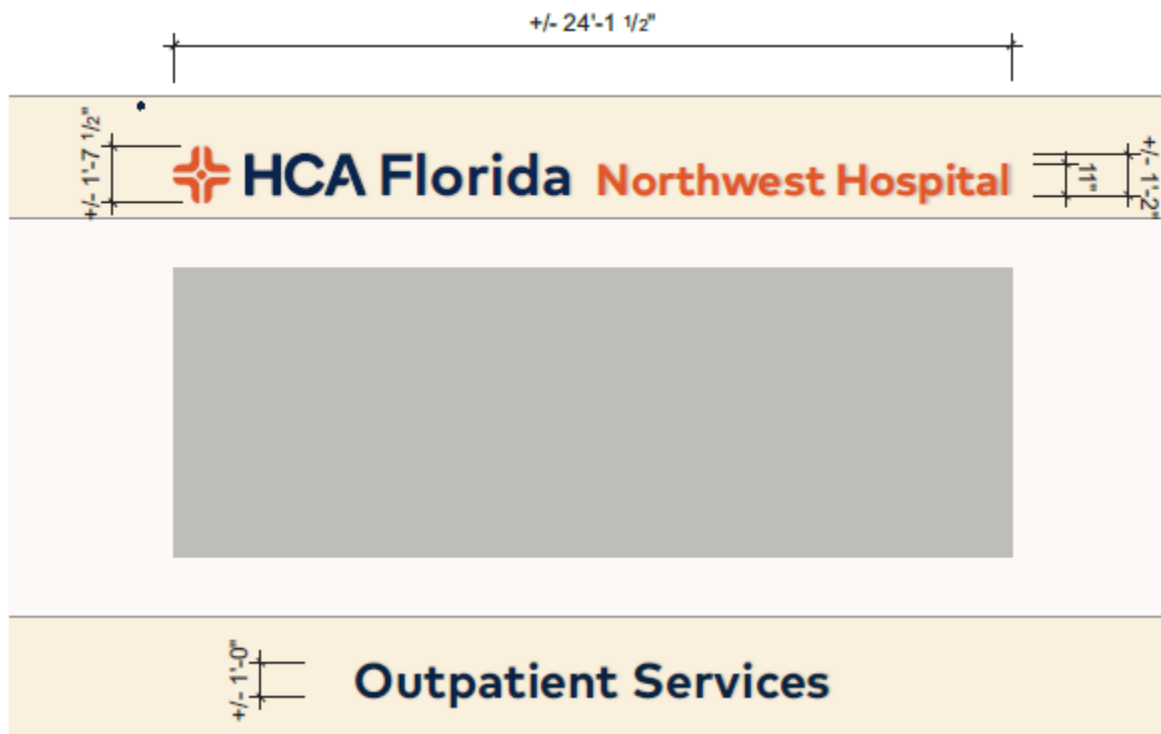 +/- 24'-1 1/2"
+/- 1'-7 1/2"
HCA Florida Northwest Hospital
11"
+/- 1'-2"
+/- 1'-0"
Outpatient Services